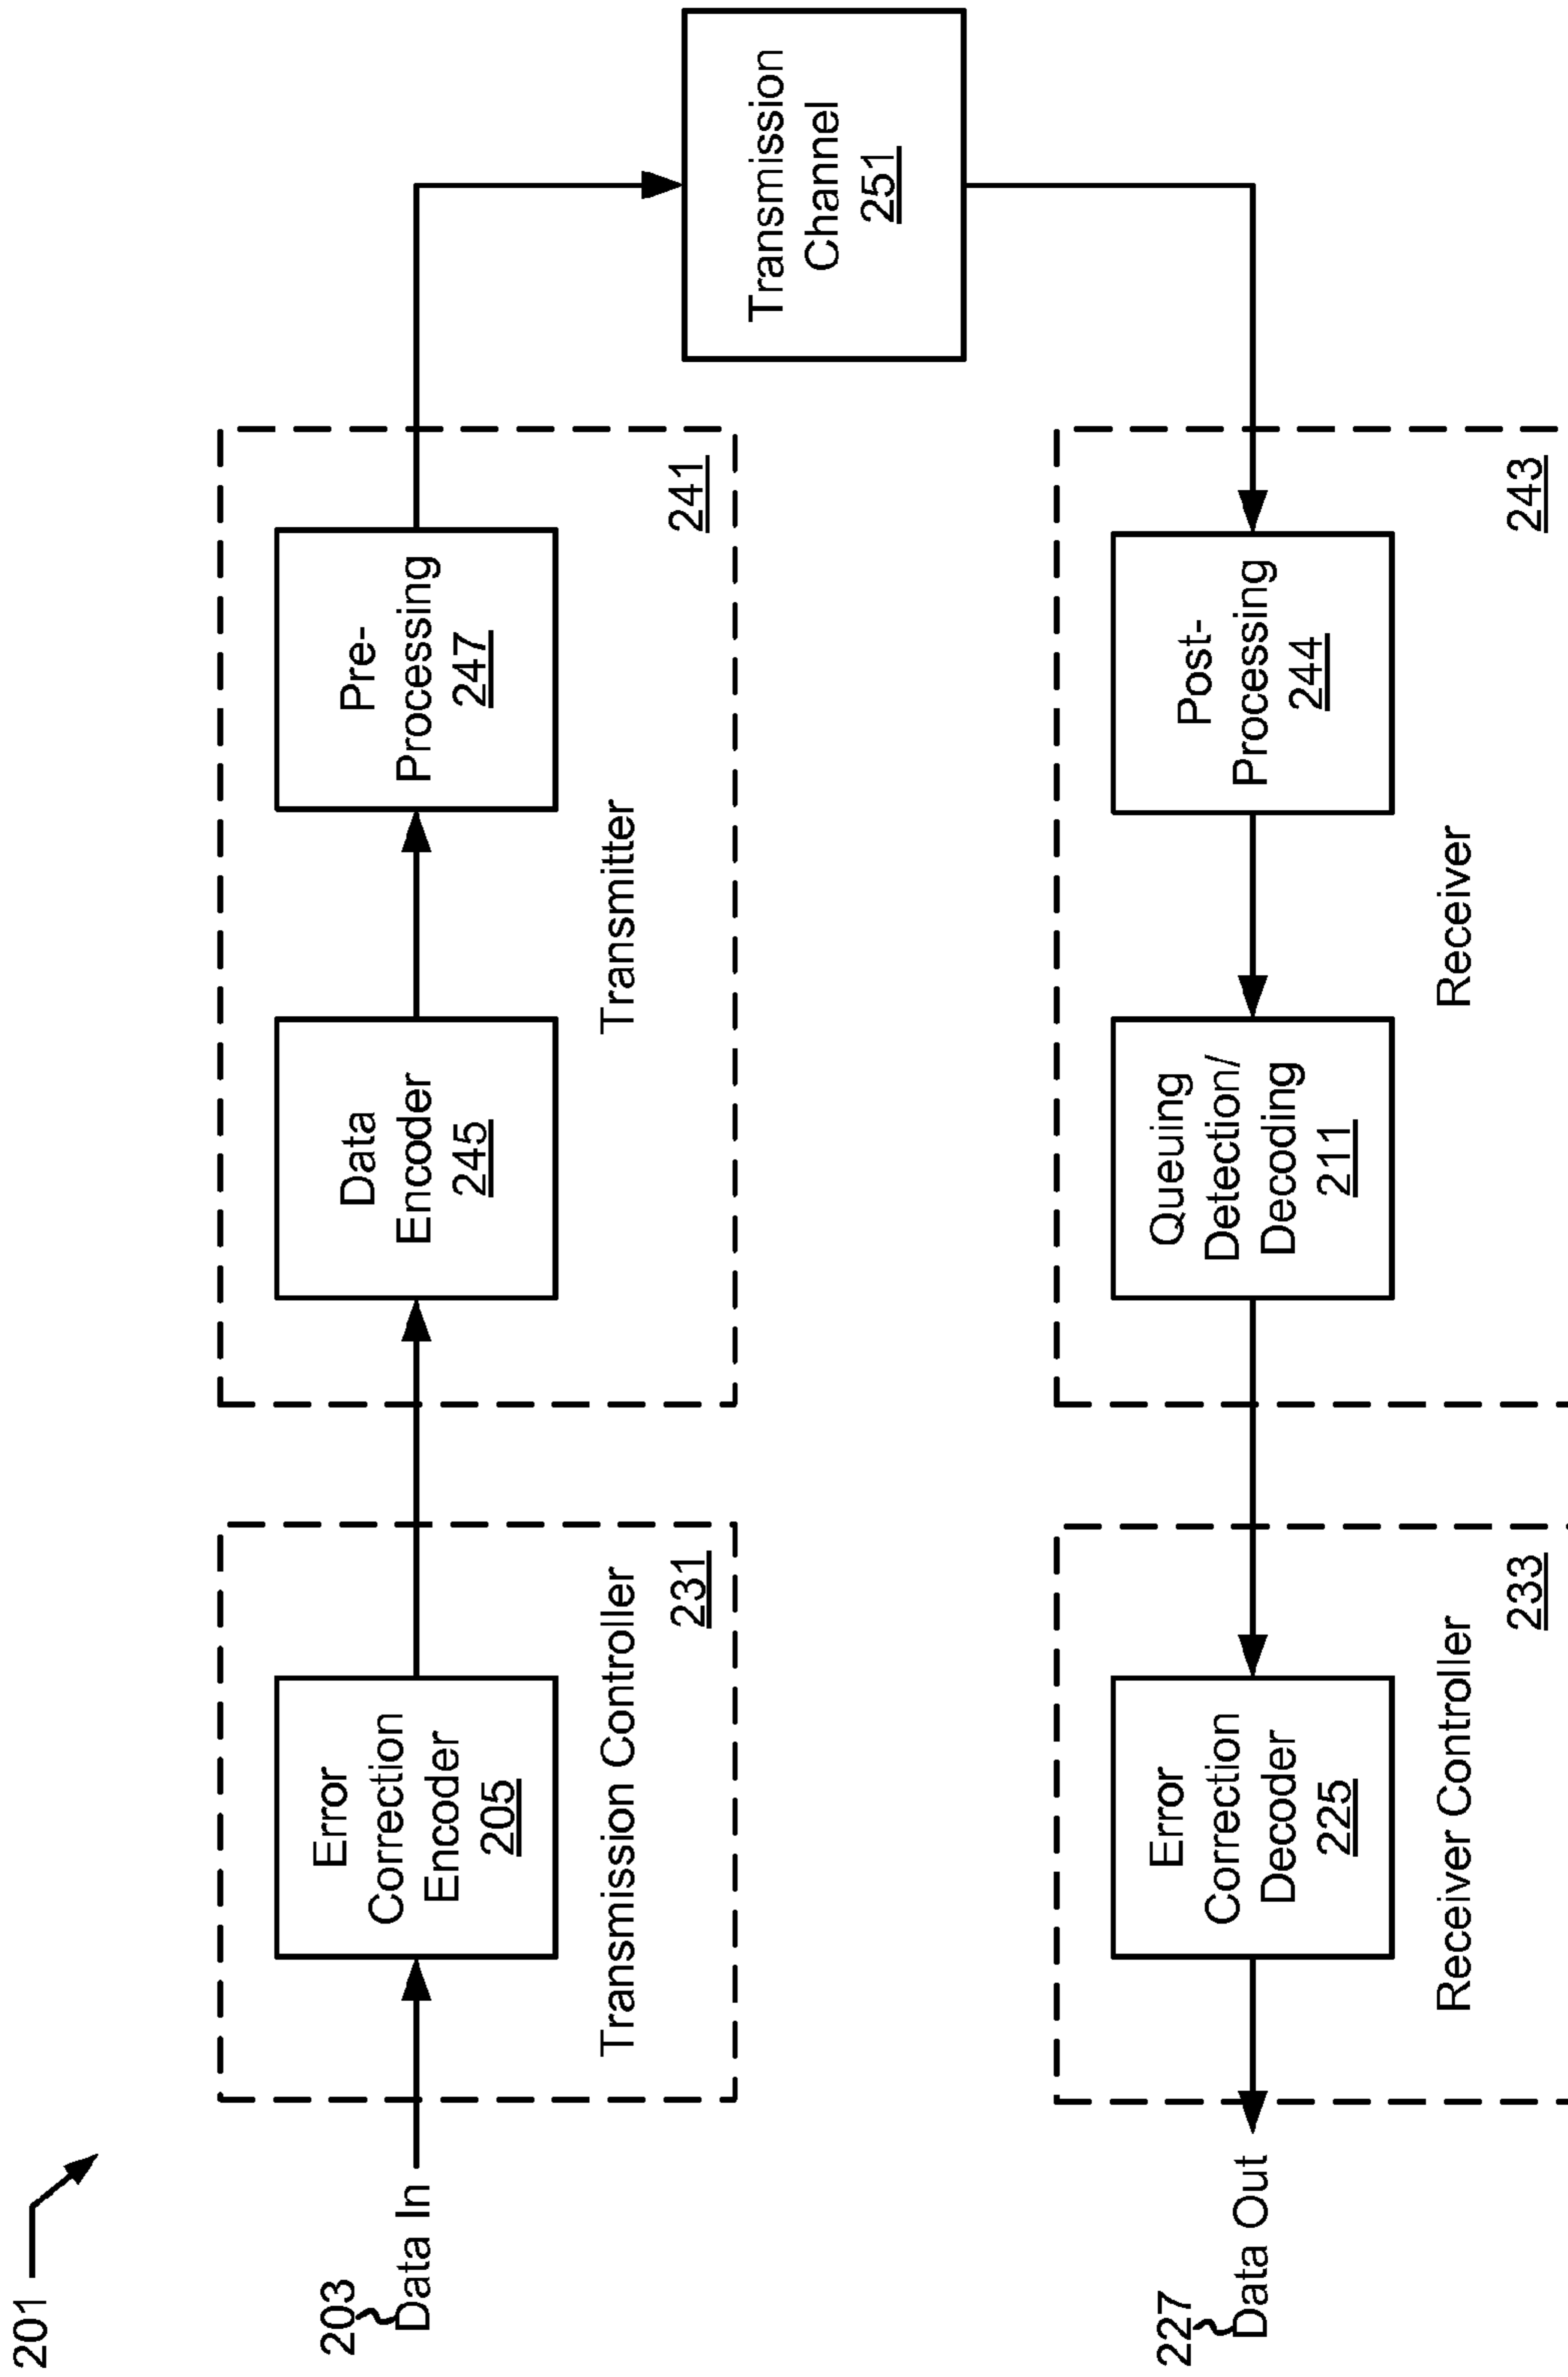 201
203
Data In
Error
Correction
Encoder
205
Transmission Controller
231
Data
Encoder
245
Pre-
Processing
247
Transmitter
241
Transmission
Channel
251
Post-
Processing
244
Queuing
Detection/
Decoding
211
Receiver
243
Error
Correction
Decoder
225
Receiver Controller
233
227
Data Out